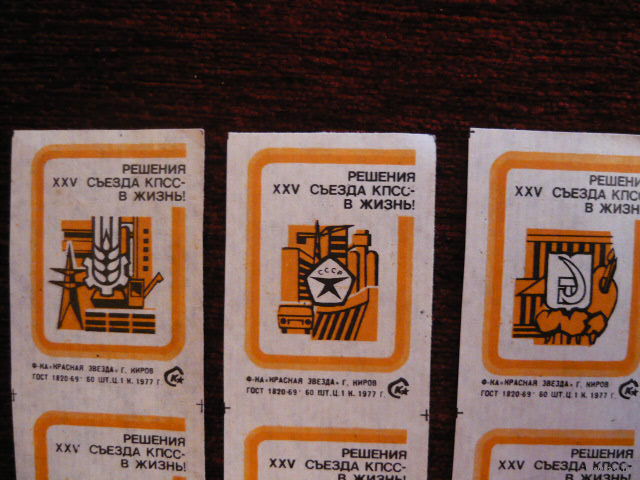 РЕШЕНИЯ
XXV СЪЕЗДА КПСС-
В ЖИЗНЬ!
Ф-КА «КРАСНАЯ ЗВЕЗДА» Г. КИРОВ
ГОСТ 1820-69· 60 ШТ. Ц. 1 К. 1977 Г.
РЕШЕНИЯ
XXV СЪЕЗДА КПСС-
В ЖИЗНЬ!
РЕШЕНИЯ
XXV СЪЕЗДА КПСС-
В ЖИЗНЬ!
СССР
Ф-КА «КРАСНАЯ ЗВЕЗДА» Г. КИРОВ
ГОСТ 1820-69· 60 ШТ. Ц. 1 К. 1977 Г.
РЕШЕНИЯ
XXV СЪЕЗДА КПСС-
В ЖИЗНЬ!
РЕШЕНИ
XXV СЪЕЗДА КПСС
В ЖИЗНЬ!
Ф-КА «КРАСНАЯ ЗВЕЗДА» Г. КИРОВ
ГОСТ 1820-69· 60 ШТ. Ц. 1 К. 1977 Г.
РЕШЕНИЯ
XXV СЪЕЗДА КПСС-
В ЖИЗНЬ!